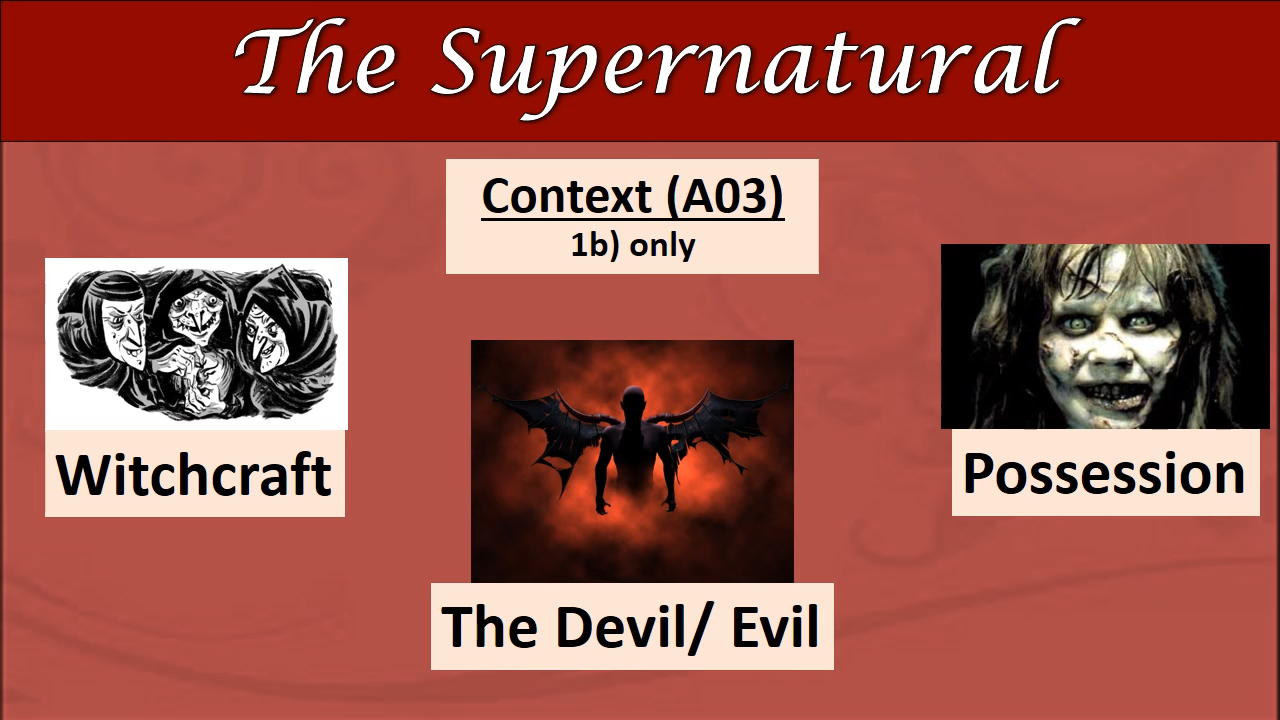 The Supernatural
Context (A03)
1b) only
Witchcraft
Possession
The Devil/ Evil